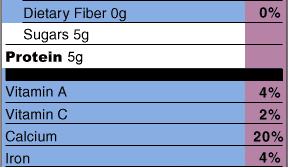 Dietary Fiber 0g 0%
Sugars 5g
Protein 5g
Vitamin A 4%
Vitamin C 2%
Calcium 20%
Iron 4%